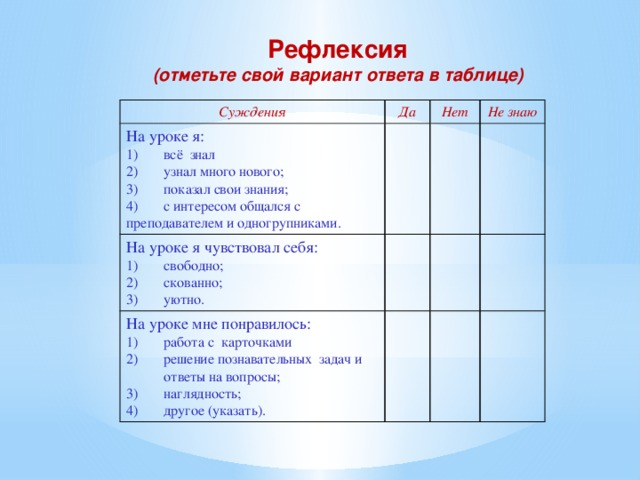 Рефлексия
(отметьте свой вариант ответа в таблице)
Суждения Да Нет Не знаю
На уроке я:
1) всё знал
2) узнал много нового;
3) показал свои знания;
4) с интересом общался с
преподавателем и одногрупниками.
На уроке я чувствовал себя:
1) свободно;
2) скованно;
3) уютно.
На уроке мне понравилось:
1) работа с карточками
2) решение познавательных задач и
ответы на вопросы;
3) наглядность;
4) другое (указать).